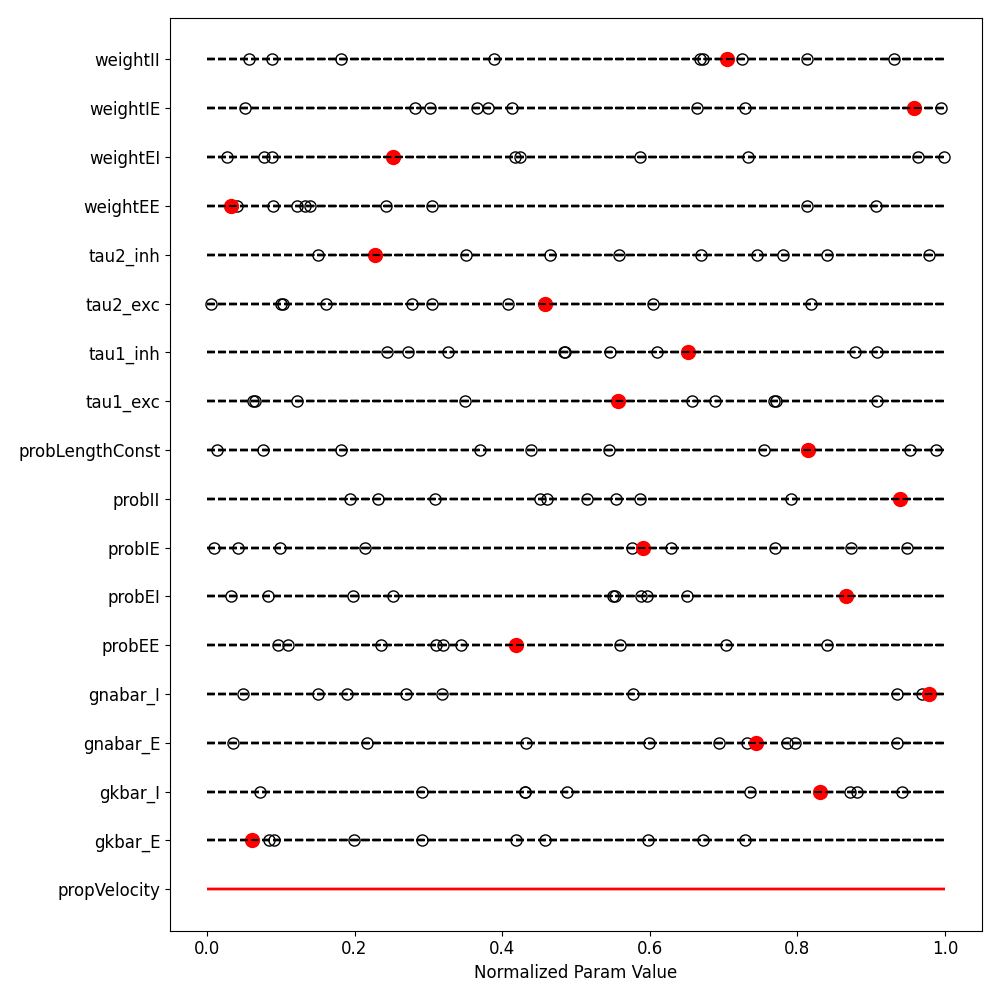 weightII
weightIE
weightEI
weightEE
tau2_inh
tau2_exc
tau1_inh
tau1_exc
probLengthConst
probII
probIE
probEI
probEE
gnabar_I
gnabar_E
gkbar_I
gkbar_E
propVelocity
0.0 0.2 0.4 0.6 0.8 1.0
Normalized Param Value